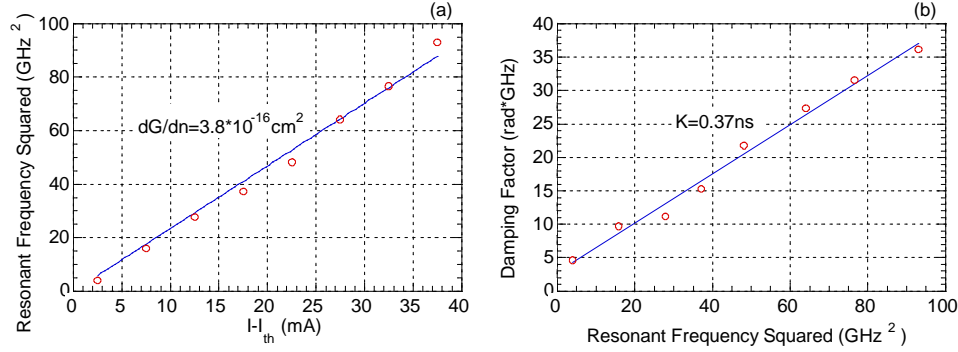 (a)
Resonant Frequency Squared (GHz 2)
100
80
60
40
20
0
dG/dn=3.8*10-16cm2
0 5 10 15 20 25 30 35 40
I-Ith (mA)
(b)
Damping Factor (rad*GHz)
40
35
30
25
20
15
10
5
0
K=0.37ns
0 20 40 60 80 100
Resonant Frequency Squared (GHz 2)